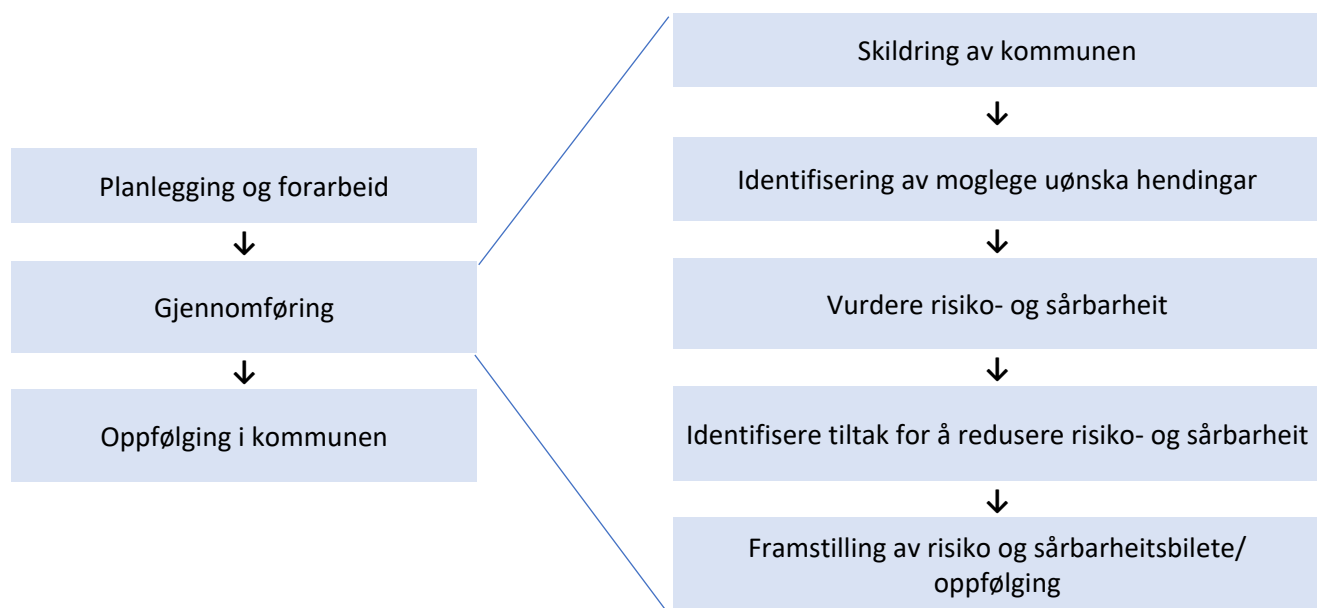 Planlegging og forarbeid
Gjennomføring
Oppfølging i kommunen
Skildring av kommunen
Identifisering av moglege uønska hendingar
Vurdere risiko- og sårbarheit
Identifisere tiltak for å redusere risiko- og sårbarheit
Framstilling av risiko og sårbarheitsbilete/
oppfølging